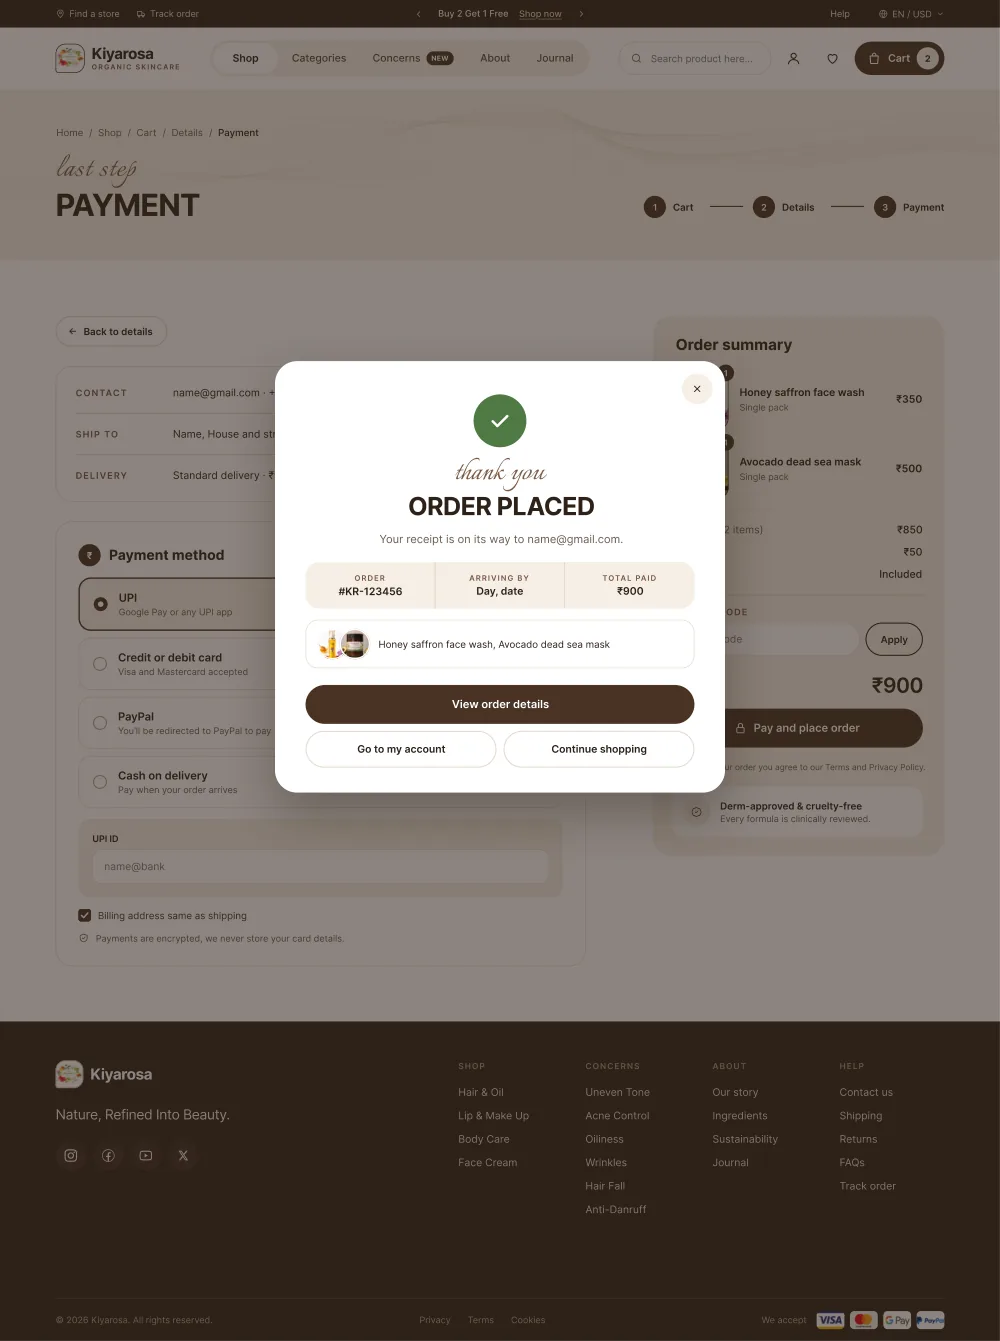 Find a store Track order Buy 2 Get 1 Free Shop now Help EN / USD
Kiyarosa
ORGANIC SKINCARE
Shop Categories Concerns NEW About Journal Search product here... Cart 2
Home / Shop / Cart / Details / Payment
last step
PAYMENT
1 Cart 2 Details 3 Payment
Back to details
CONTACT name@gmail.com · +
SHIP TO Name, House and str
DELIVERY Standard delivery · ₹
₹ Payment method
UPI
Google Pay or any UPI app
Credit or debit card
Visa and Mastercard accepted
PayPal
You'll be redirected to PayPal to pay
Cash on delivery
Pay when your order arrives
UPI ID
name@bank
Billing address same as shipping
Payments are encrypted, we never store your card details.
thank you
ORDER PLACED
Your receipt is on its way to name@gmail.com.
ORDER ARRIVING BY TOTAL PAID
#KR-123456 Day, date ₹900
Honey saffron face wash, Avocado dead sea mask
View order details
Go to my account Continue shopping
Order summary
Honey saffron face wash ₹350
Single pack
Avocado dead sea mask ₹500
Single pack
2 items) ₹850
₹50
Included
ODE
ode Apply
₹900
Pay and place order
ur order you agree to our Terms and Privacy Policy.
Derm-approved & cruelty-free
Every formula is clinically reviewed.
Kiyarosa
Nature, Refined Into Beauty.
SHOP
Hair & Oil
Lip & Make Up
Body Care
Face Cream
CONCERNS
Uneven Tone
Acne Control
Oiliness
Wrinkles
Hair Fall
Anti-Danruff
ABOUT
Our story
Ingredients
Sustainability
Journal
HELP
Contact us
Shipping
Returns
FAQs
Track order
© 2026 Kiyarosa. All rights reserved. Privacy Terms Cookies We accept VISA G Pay PayPal